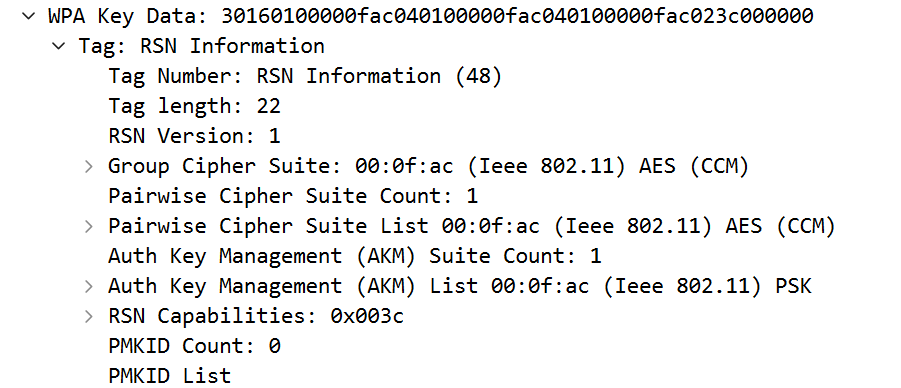 WPA Key Data: 30160100000fac040100000fac040100000fac023c000000
Tag: RSN Information
Tag Number: RSN Information (48)
Tag length: 22
RSN Version: 1
Group Cipher Suite: 00:0f:ac (Ieee 802.11) AES (CCM)
Pairwise Cipher Suite Count: 1
Pairwise Cipher Suite List 00:0f:ac (Ieee 802.11) AES (CCM)
Auth Key Management (AKM) Suite Count: 1
Auth Key Management (AKM) List 00:0f:ac (Ieee 802.11) PSK
RSN Capabilities: 0x003c
PMKID Count: 0
PMKID List